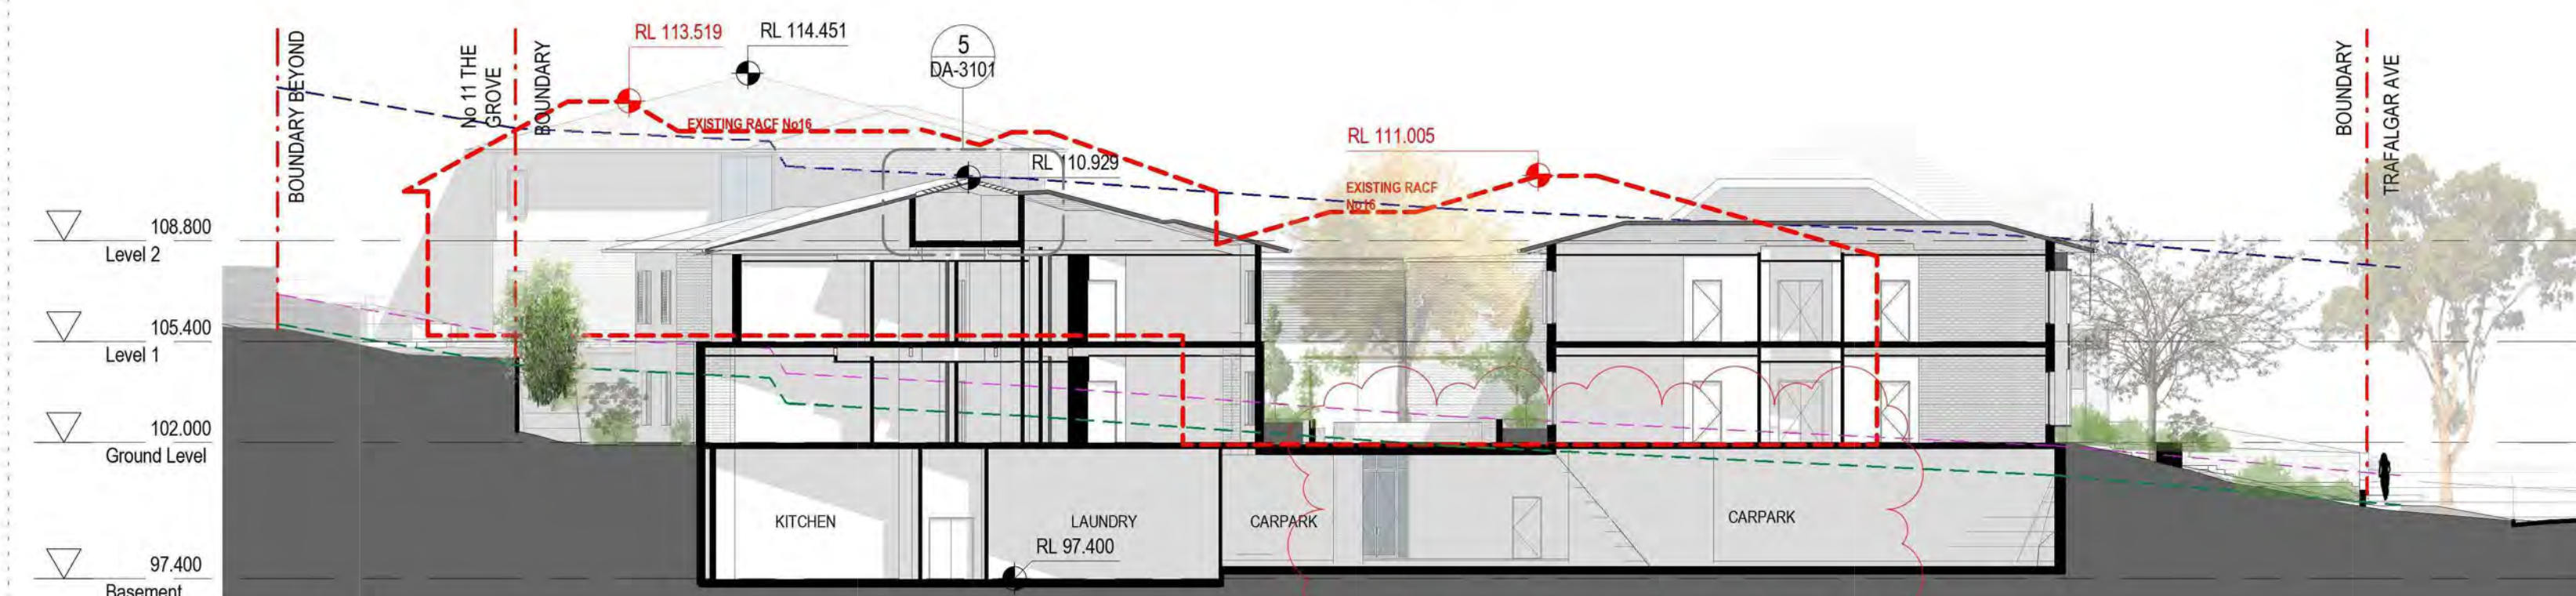 BOUNDARY BEYOND
No 11 THE
GROVE
BOUNDARY
RL 113.519
RL 114.451
5
DA-3101
EXISTING RACF No16
RL 110.929
RL 111.005
EXISTING RACF
No16
BOUNDARY
TRAFALGAR AVE
108.800
Level 2
105.400
Level 1
102.000
Ground Level
97.400
Basement
KITCHEN
LAUNDRY
RL 97.400
CARPARK
CARPARK